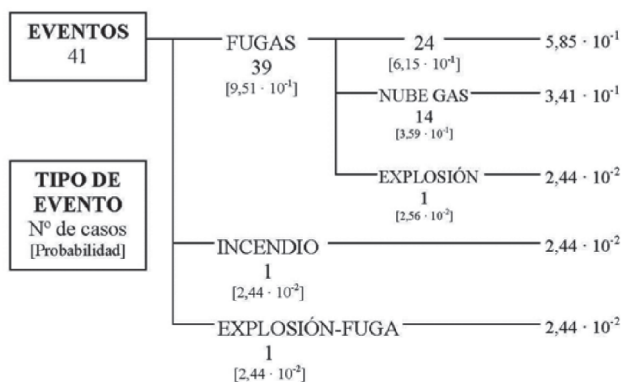 EVENTOS
41
FUGAS
39
[9,51 · 10⁻¹]
24
[6,15 · 10⁻¹]
5,85 · 10⁻¹
NUBE GAS
14
[3,59 · 10⁻¹]
3,41 · 10⁻¹
EXPLOSIÓN
1
[2,56 · 10⁻²]
2,44 · 10⁻²
TIPO DE
EVENTO
Nº de casos
[Probabilidad]
INCENDIO
1
[2,44 · 10⁻²]
2,44 · 10⁻²
EXPLOSIÓN-FUGA
1
[2,44 · 10⁻²]
2,44 · 10⁻²